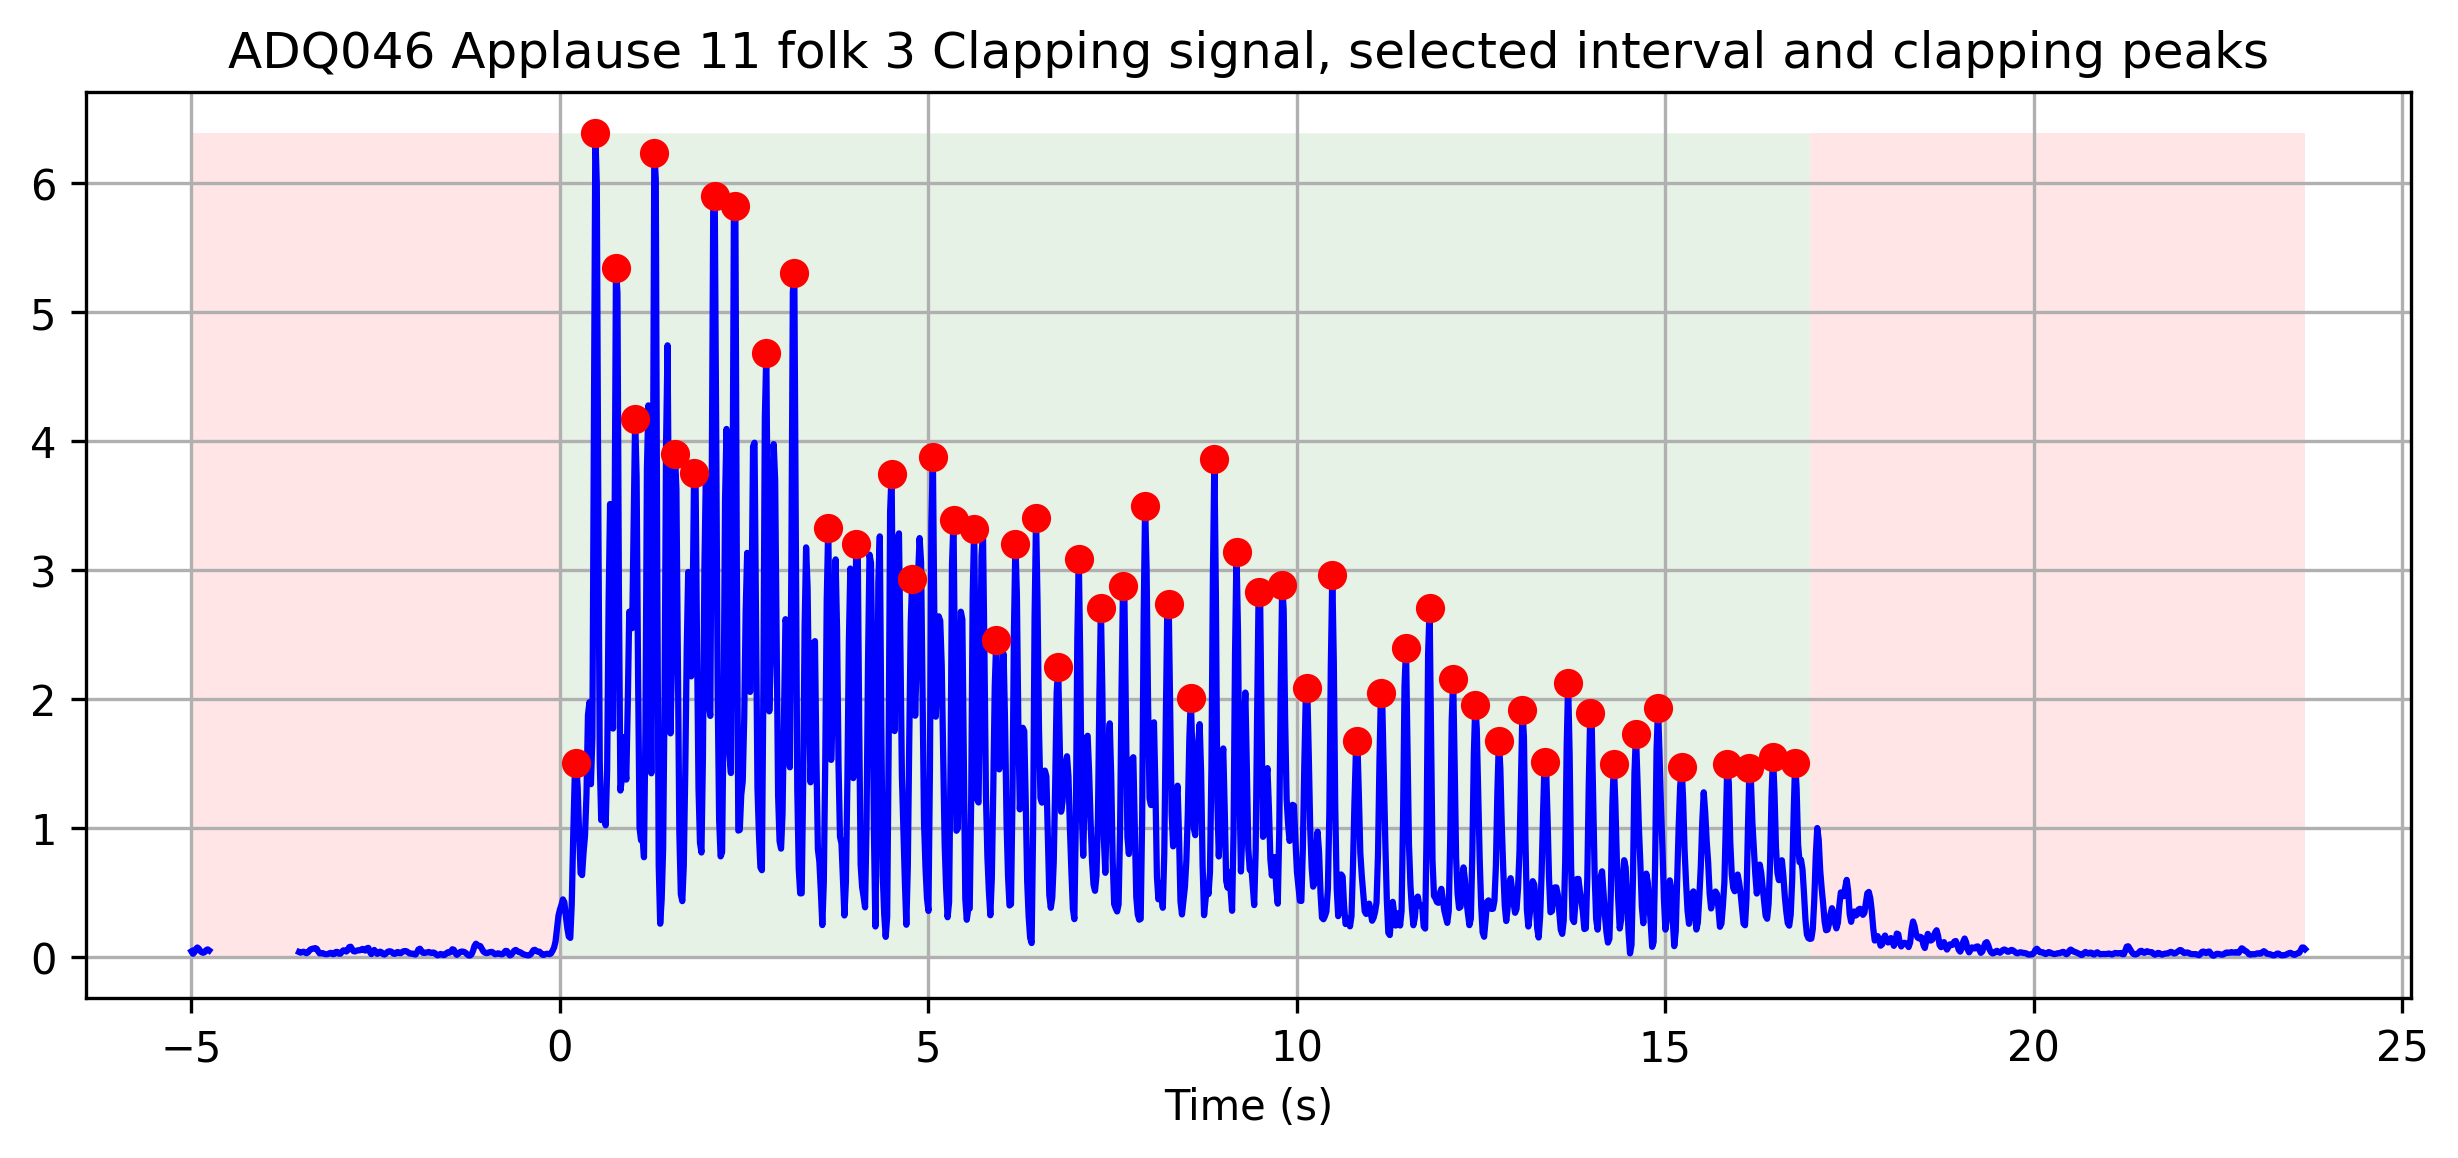 ADQ046 Applause 11 folk 3 Clapping signal, selected interval and clapping peaks
6
5
4
3
2
1
0
−5 0 5 10 15 20 25
Time (s)